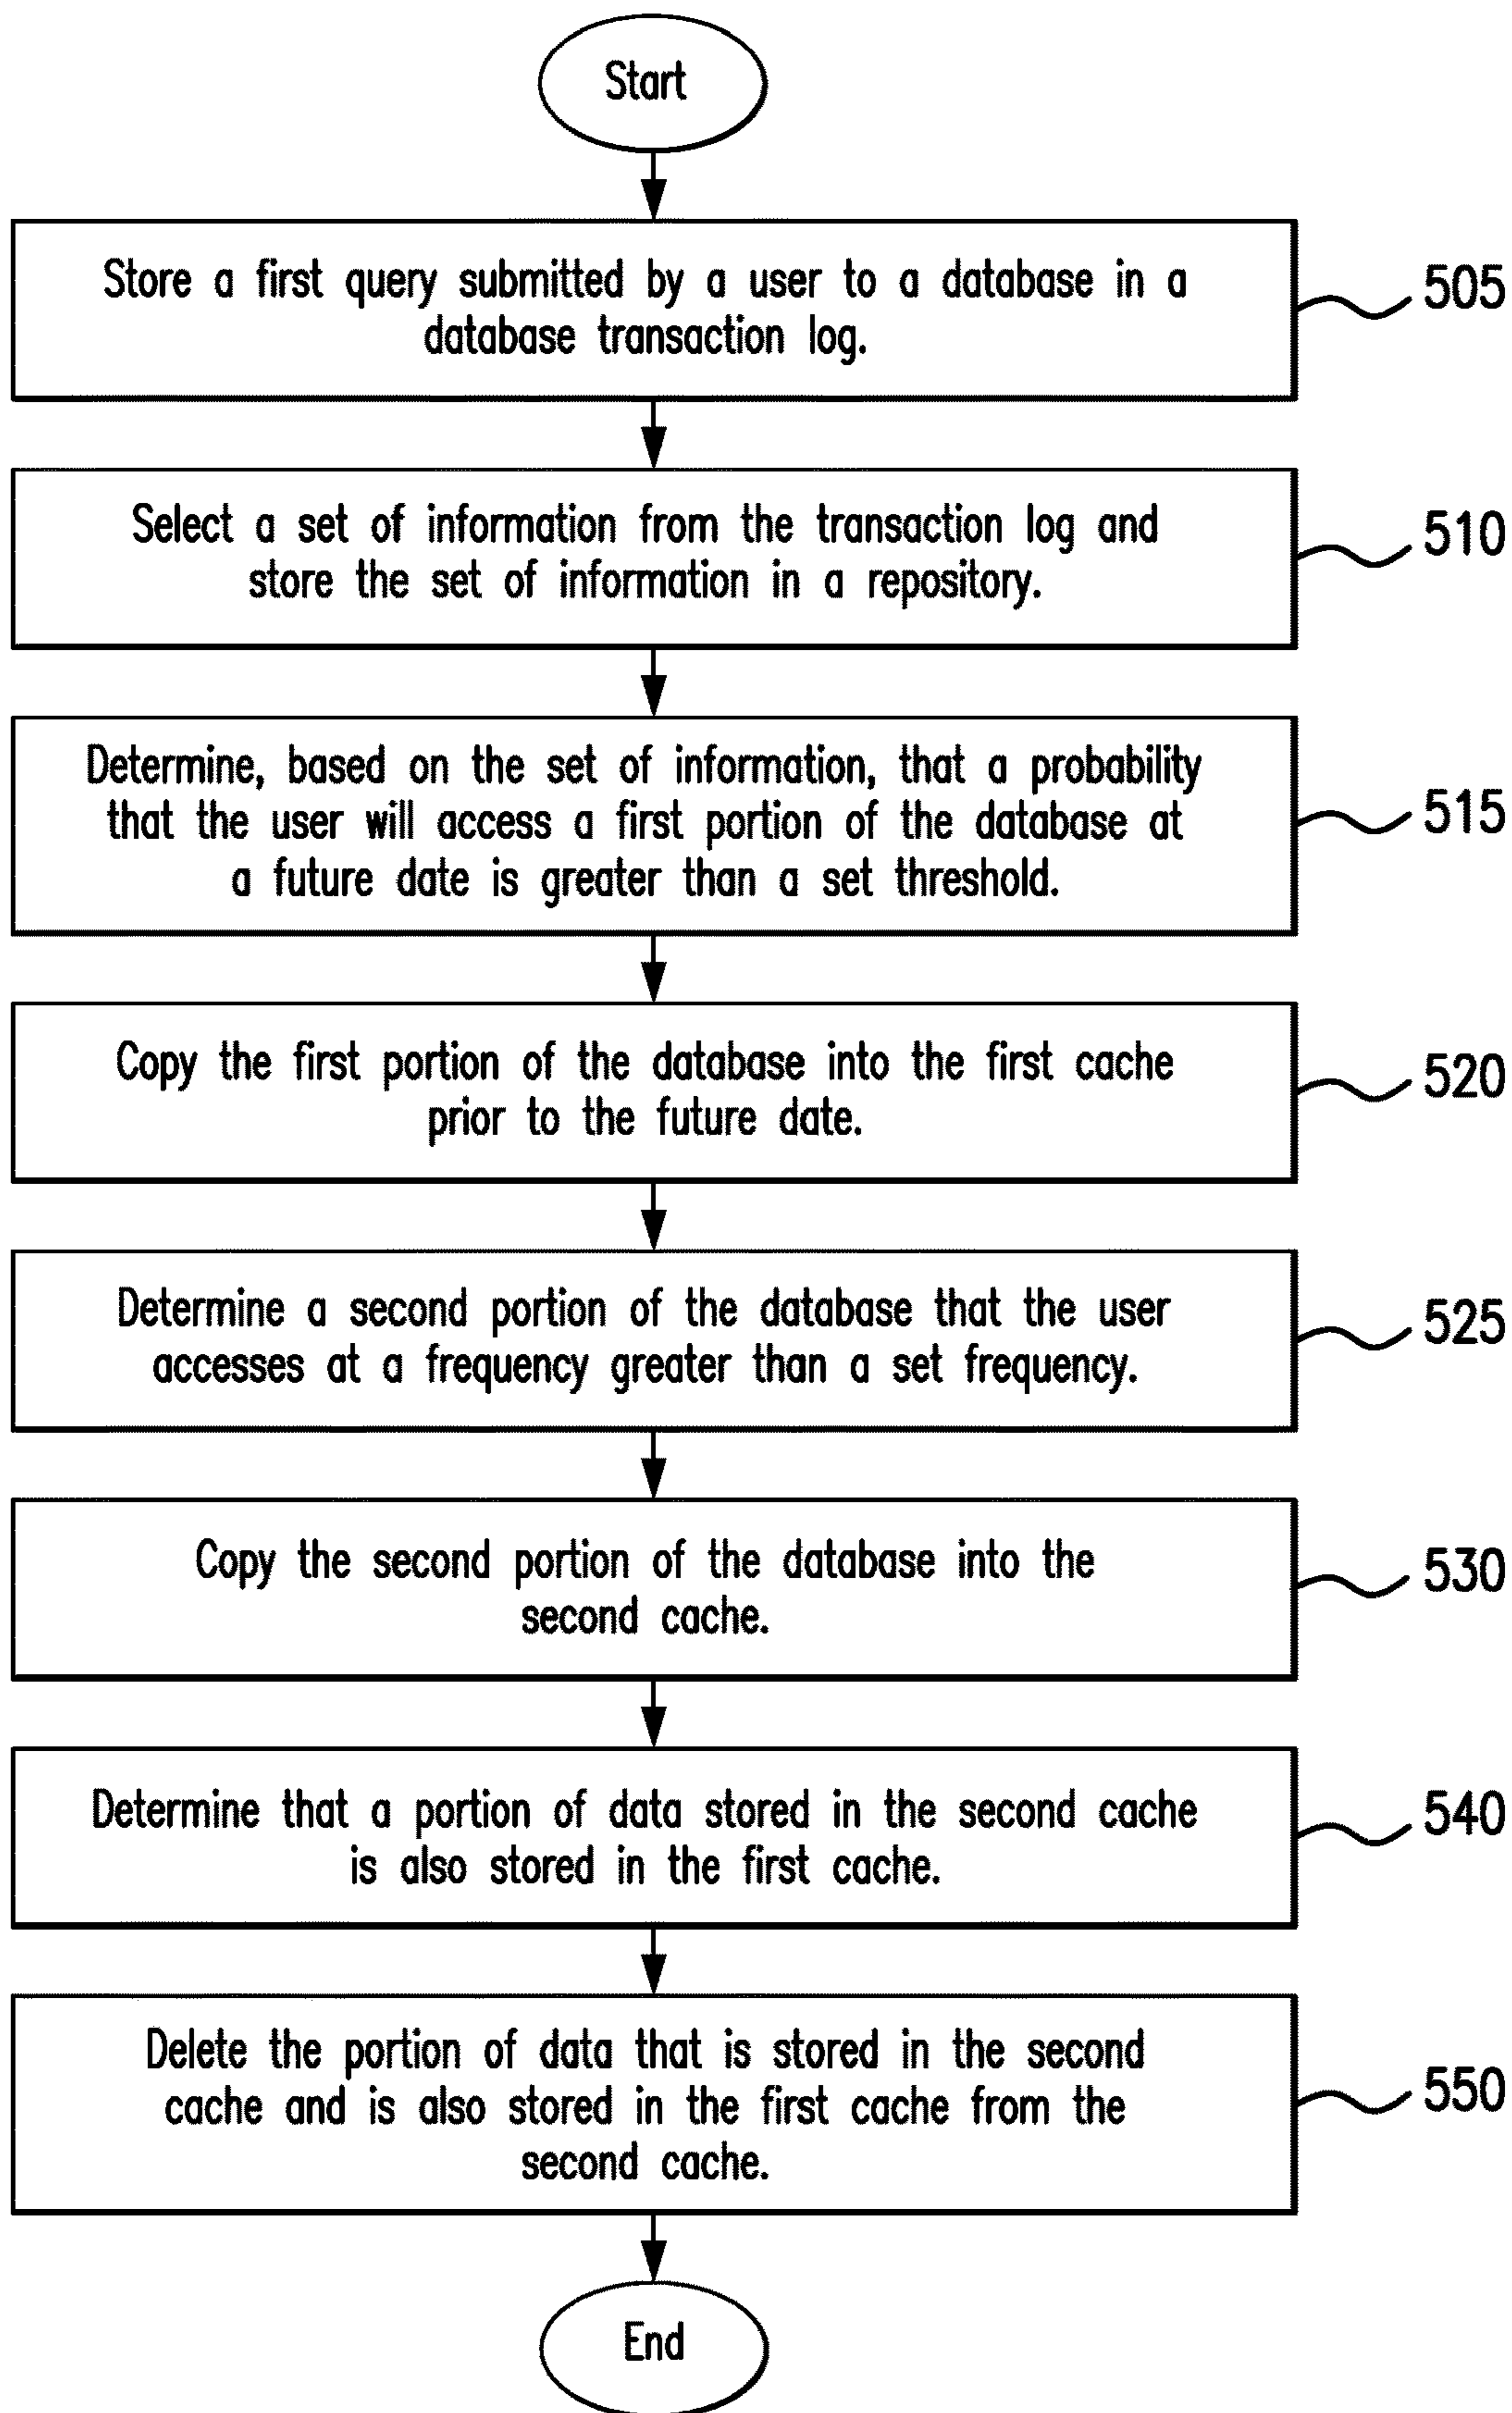 Start
Store a first query submitted by a user to a database in a
database transaction log.
505
Select a set of information from the transaction log and
store the set of information in a repository.
510
Determine, based on the set of information, that a probability
that the user will access a first portion of the database at
a future date is greater than a set threshold.
515
Copy the first portion of the database into the first cache
prior to the future date.
520
Determine a second portion of the database that the user
accesses at a frequency greater than a set frequency.
525
Copy the second portion of the database into the
second cache.
530
Determine that a portion of data stored in the second cache
is also stored in the first cache.
540
Delete the portion of data that is stored in the second
cache and is also stored in the first cache from the
second cache.
550
End